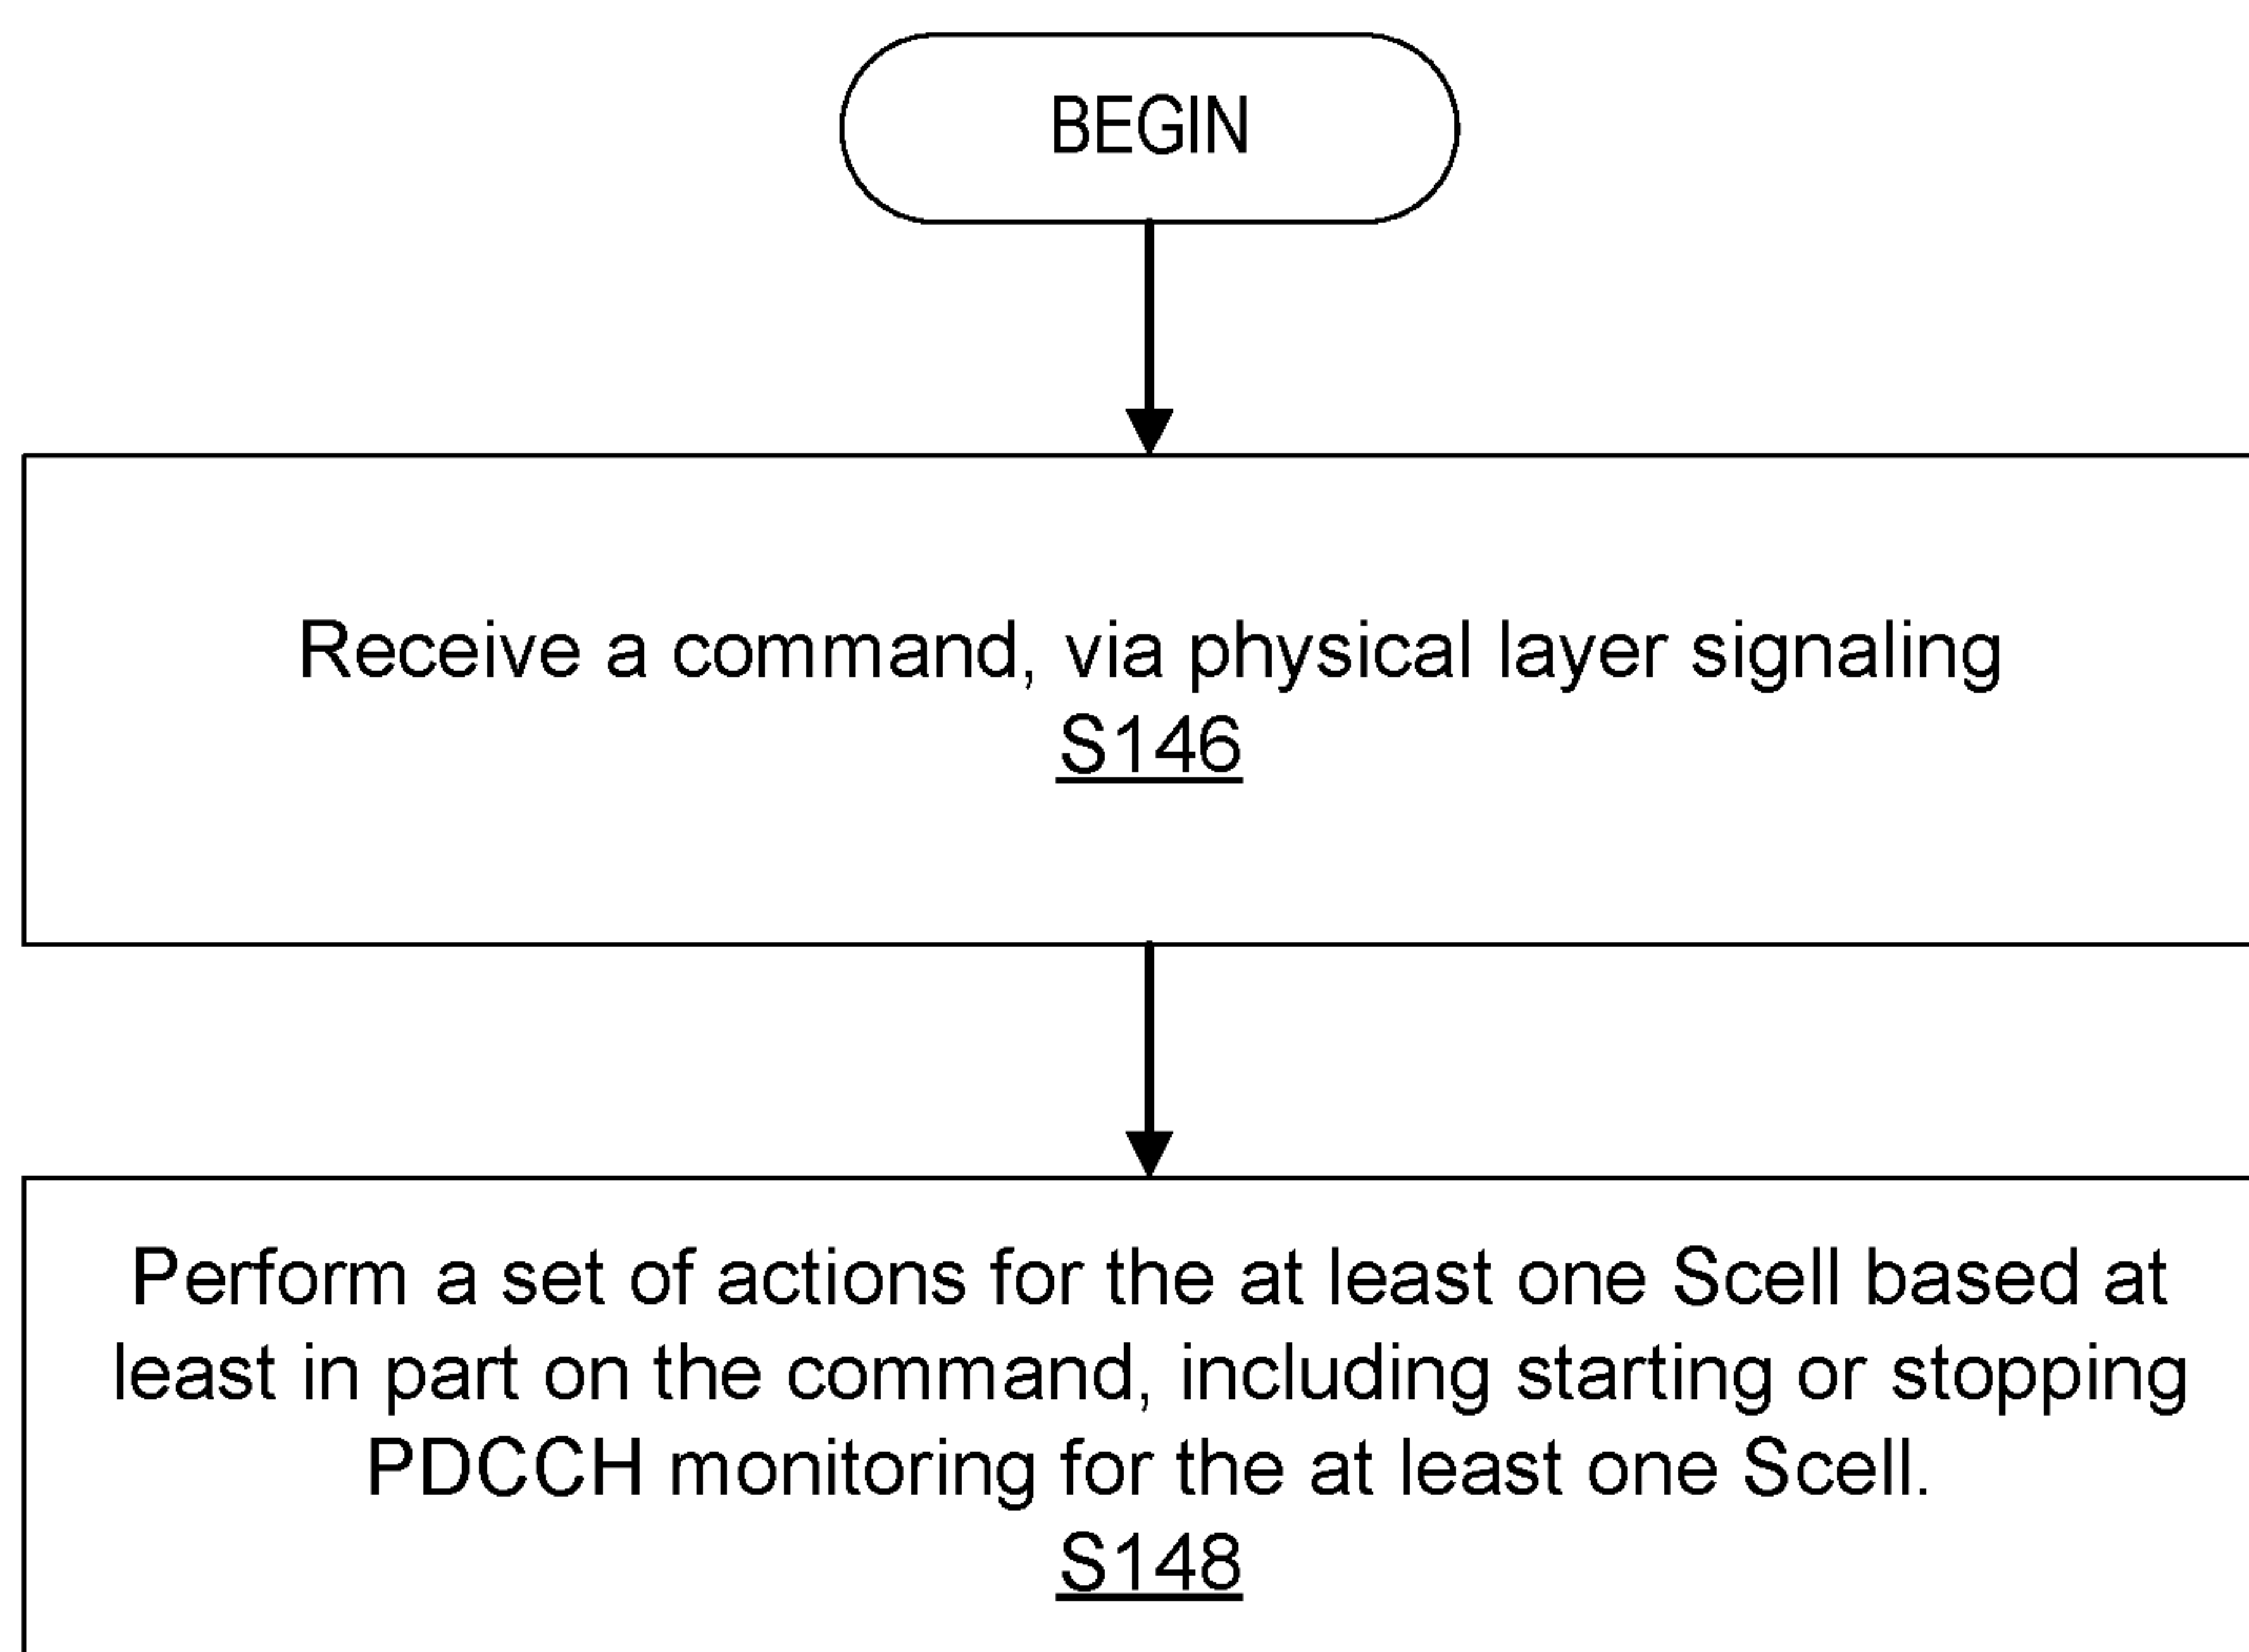 BEGIN
Receive a command, via physical layer signaling
S146
Perform a set of actions for the at least one Scell based at
least in part on the command, including starting or stopping
PDCCH monitoring for the at least one Scell.
S148